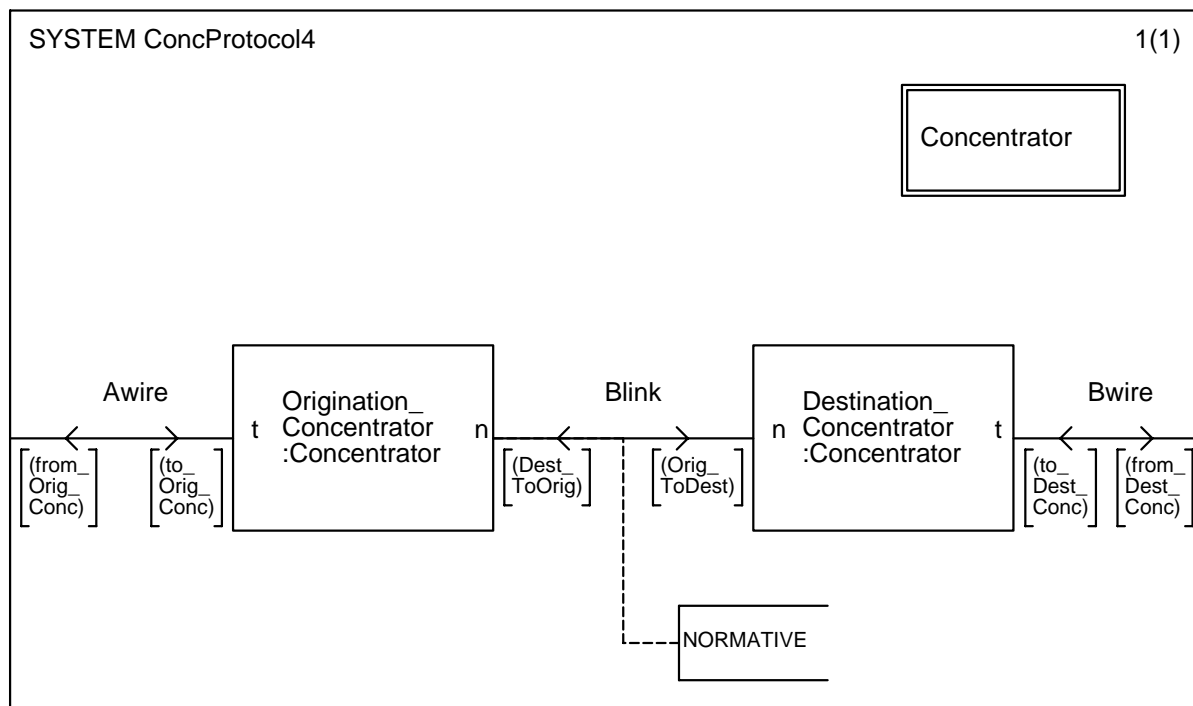 SYSTEM ConcProtocol4
1(1)
Concentrator
Awire
t
Origination_
Concentrator
:Concentrator
n
Blink
n
Destination_
Concentrator
:Concentrator
t
Bwire
(from_
Orig_
Conc)
(to_
Orig_
Conc)
(Dest_
ToOrig)
(Orig_
ToDest)
(to_
Dest_
Conc)
(from_
Dest_
Conc)
NORMATIVE